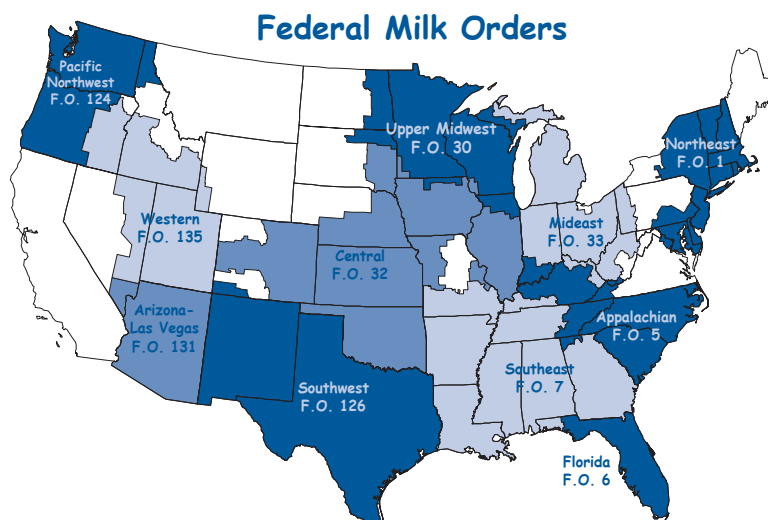 Federal Milk Orders
Pacific
Northwest
F.O. 124
Upper Midwest
F.O. 30
Northeast
F.O. 1
Western
F.O. 135
Mideast
F.O. 33
Central
F.O. 32
Arizona-
Las Vegas
F.O. 131
Appalachian
F.O. 5
Southwest
F.O. 126
Southeast
F.O. 7
Florida
F.O. 6